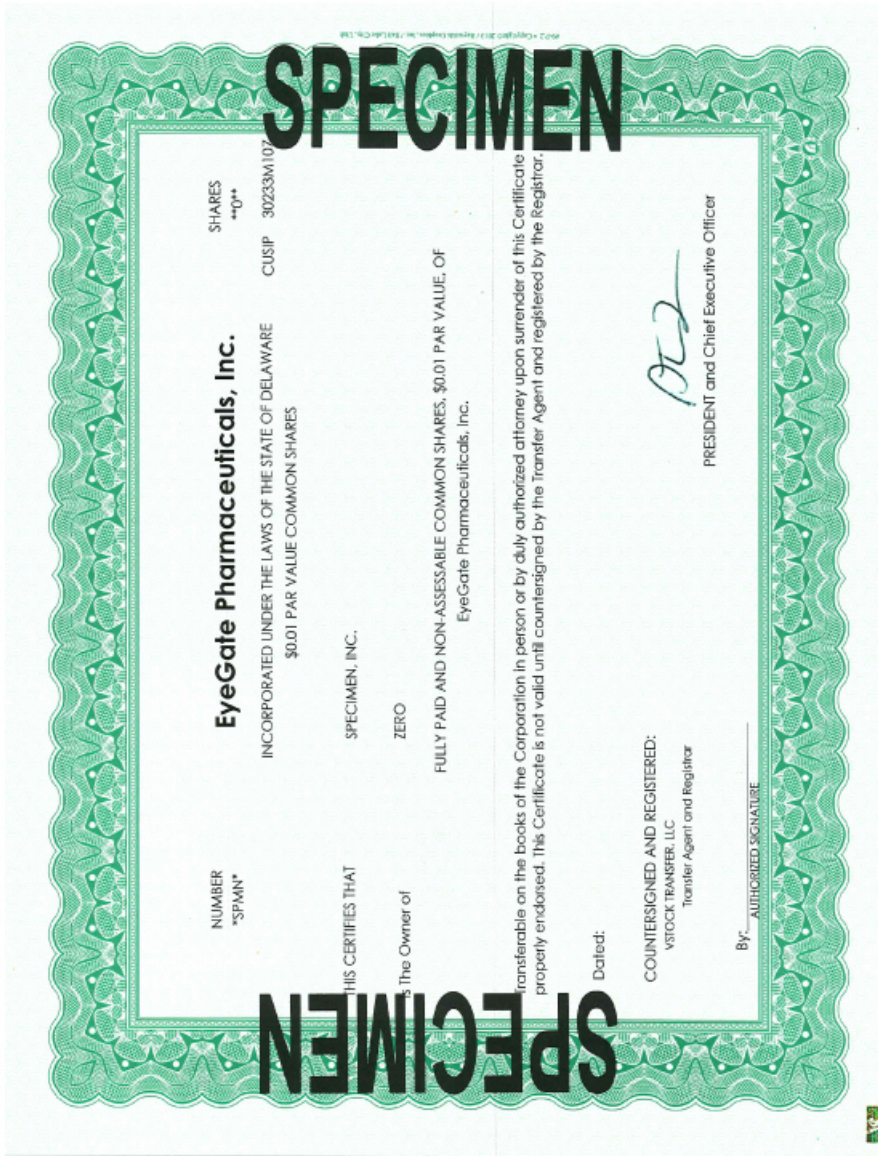 SPECIMEN
NUMBER
*SPMN*
EyeGate Pharmaceuticals, Inc.
SHARES
**0**
INCORPORATED UNDER THE LAWS OF THE STATE OF DELAWARE
CUSIP 30233M107
$0.01 PAR VALUE COMMON SHARES
THIS CERTIFIES THAT SPECIMEN, INC.
Is The Owner of ZERO
FULLY PAID AND NON-ASSESSABLE COMMON SHARES, $0.01 PAR VALUE, OF
EyeGate Pharmaceuticals, Inc.
Transferable on the books of the Corporation in person or by duly authorized attorney upon surrender of this Certificate
properly endorsed. This Certificate is not valid until countersigned by the Transfer Agent and registered by the Registrar.
Dated:
COUNTERSIGNED AND REGISTERED:
VSTOCK TRANSFER, LLC
Transfer Agent and Registrar
PRESIDENT and Chief Executive Officer
By:
AUTHORIZED SIGNATURE
SPECIMEN